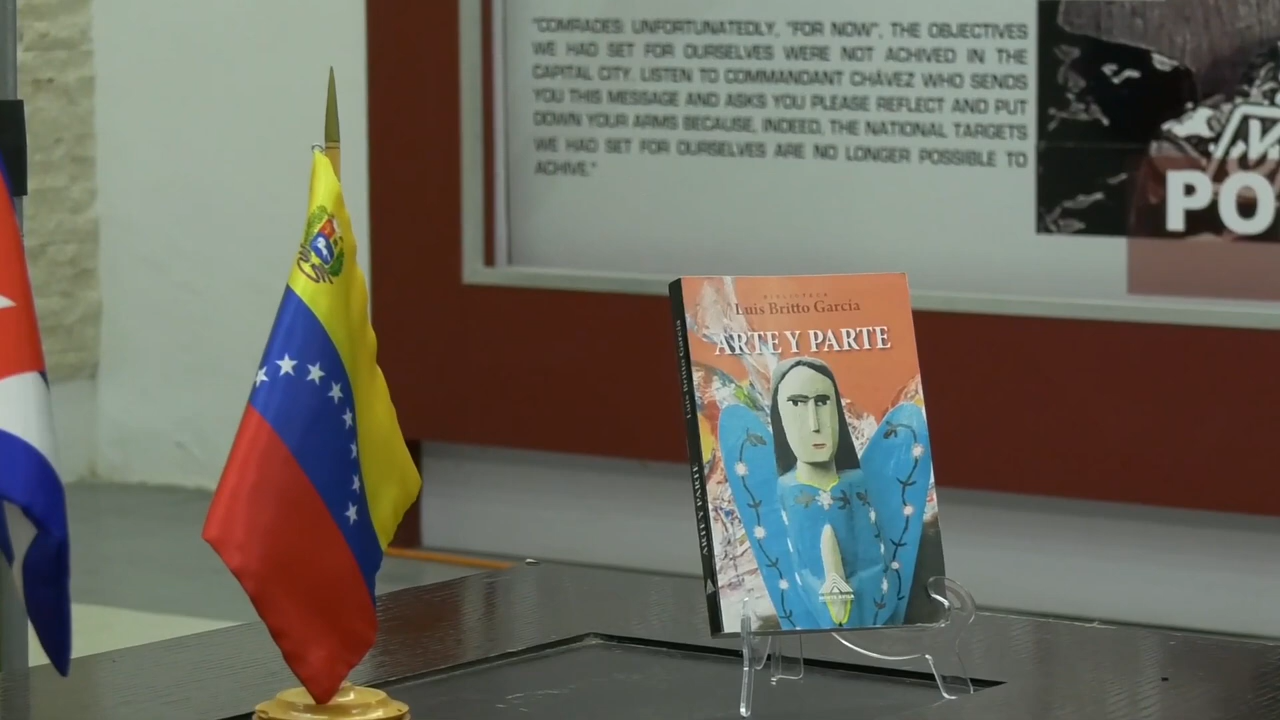 "COMRADES: UNFORTUNATEDLY, "FOR NOW", THE OBJECTIVES
WE HAD SET FOR OURSELVES WERE NOT ACHIVED IN THE
CAPITAL CITY. LISTEN TO COMMANDANT CHÁVEZ WHO SENDS
YOU THIS MESSAGE AND ASKS YOU PLEASE REFLECT AND PUT
DOWN YOUR ARMS BECAUSE, INDEED, THE NATIONAL TARGETS
WE HAD SET FOR OURSELVES ARE NO LONGER POSSIBLE TO
ACHIVE."
PO
BIBLIOTECA
Luis Britto García
ARTE Y PARTE
Luis Britto García
ARTE Y PARTE